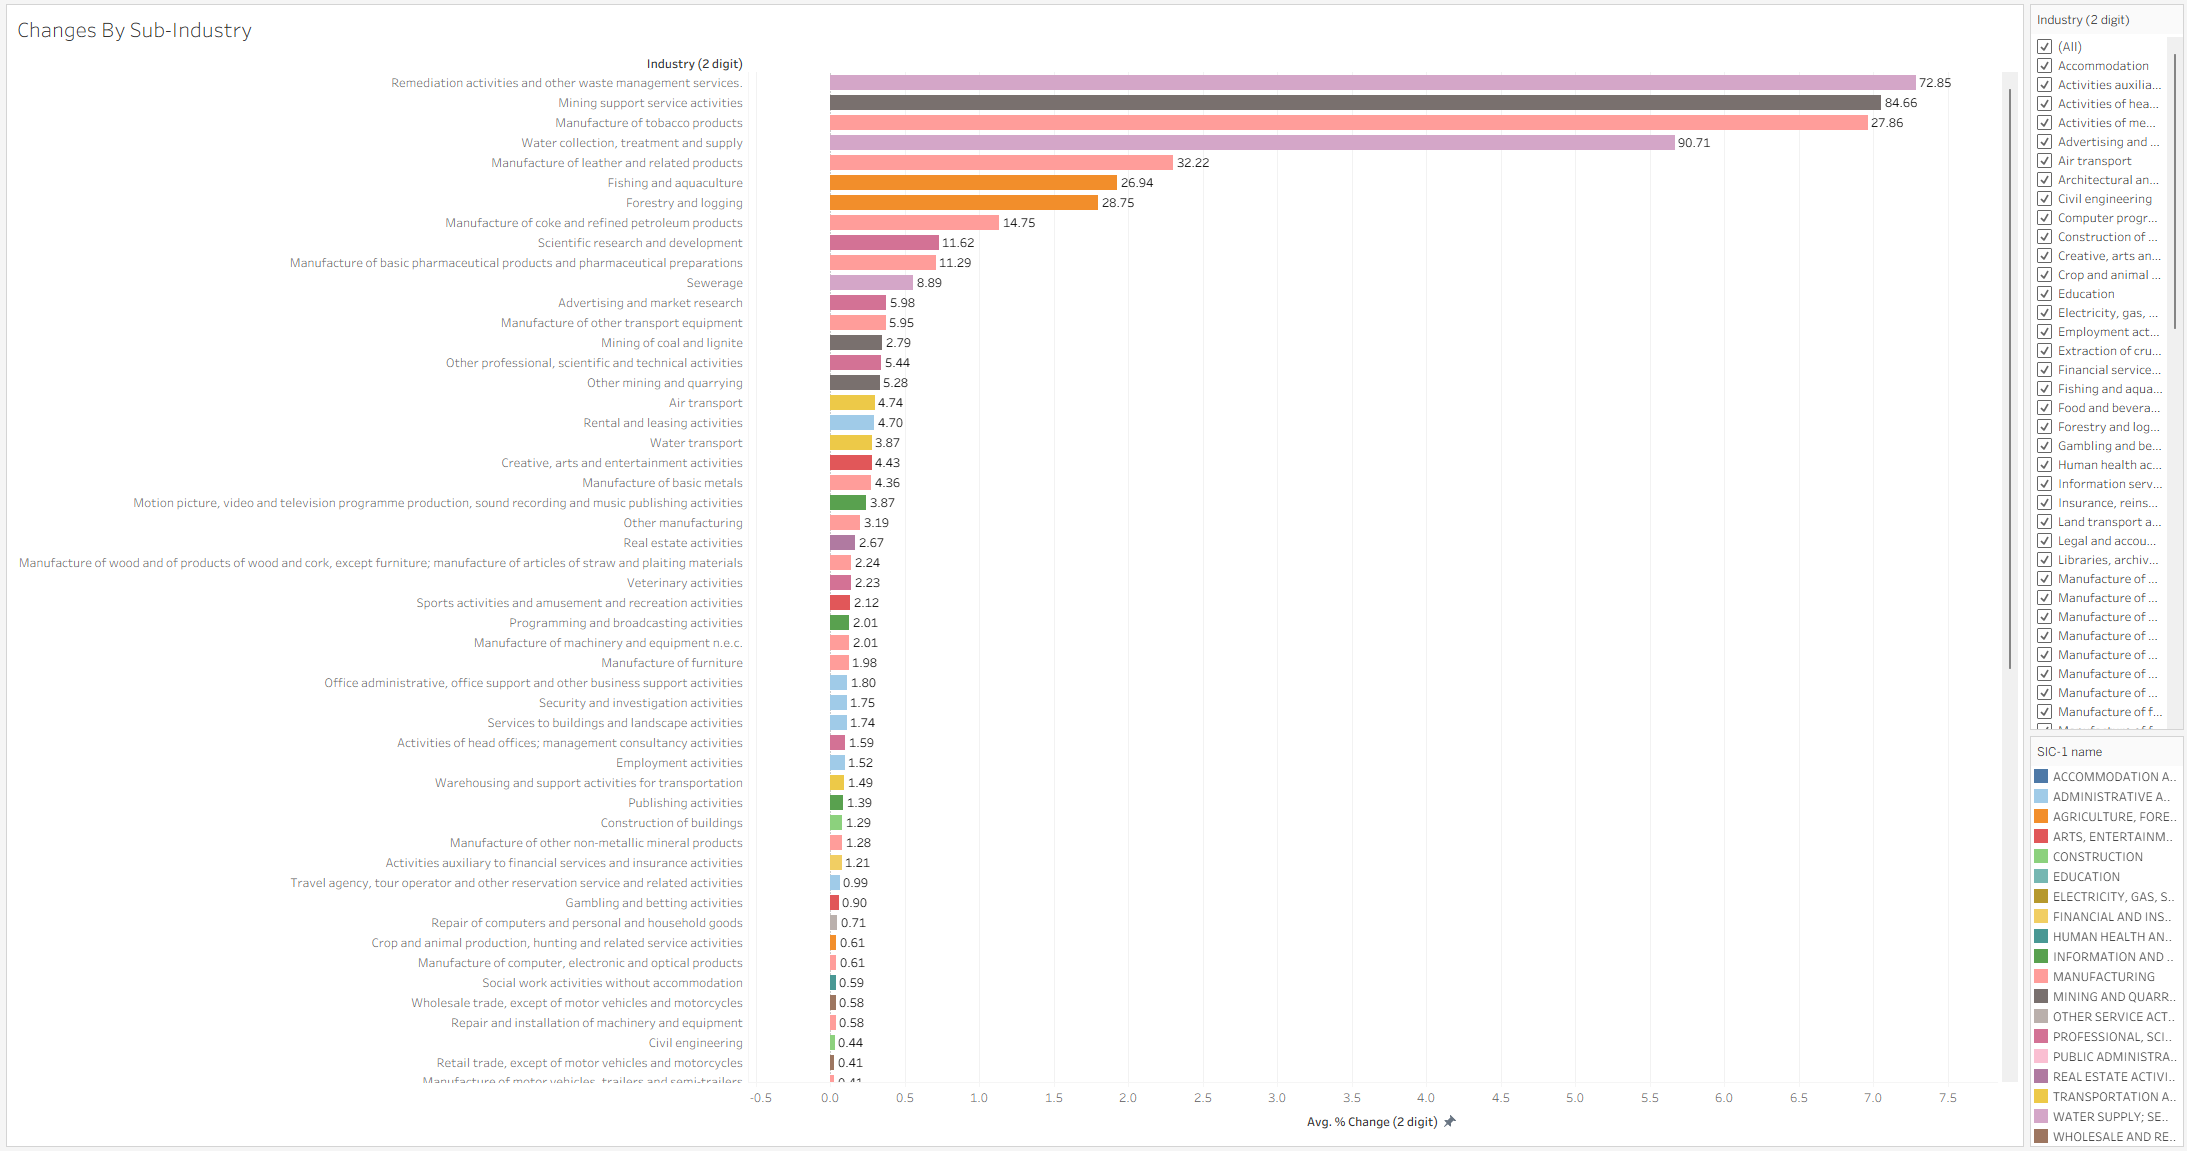 Changes By Sub-Industry
Industry (2 digit)
Remediation activities and other waste management services. 72.85
Mining support service activities 84.66
Manufacture of tobacco products 27.86
Water collection, treatment and supply 90.71
Manufacture of leather and related products 32.22
Fishing and aquaculture 26.94
Forestry and logging 28.75
Manufacture of coke and refined petroleum products 14.75
Scientific research and development 11.62
Manufacture of basic pharmaceutical products and pharmaceutical preparations 11.29
Sewerage 8.89
Advertising and market research 5.98
Manufacture of other transport equipment 5.95
Mining of coal and lignite 2.79
Other professional, scientific and technical activities 5.44
Other mining and quarrying 5.28
Air transport 4.74
Rental and leasing activities 4.70
Water transport 3.87
Creative, arts and entertainment activities 4.43
Manufacture of basic metals 4.36
Motion picture, video and television programme production, sound recording and music publishing activities 3.87
Other manufacturing 3.19
Real estate activities 2.67
Manufacture of wood and of products of wood and cork, except furniture; manufacture of articles of straw and plaiting materials 2.24
Veterinary activities 2.23
Sports activities and amusement and recreation activities 2.12
Programming and broadcasting activities 2.01
Manufacture of machinery and equipment n.e.c. 2.01
Manufacture of furniture 1.98
Office administrative, office support and other business support activities 1.80
Security and investigation activities 1.75
Services to buildings and landscape activities 1.74
Activities of head offices; management consultancy activities 1.59
Employment activities 1.52
Warehousing and support activities for transportation 1.49
Publishing activities 1.39
Construction of buildings 1.29
Manufacture of other non-metallic mineral products 1.28
Activities auxiliary to financial services and insurance activities 1.21
Travel agency, tour operator and other reservation service and related activities 0.99
Gambling and betting activities 0.90
Repair of computers and personal and household goods 0.71
Crop and animal production, hunting and related service activities 0.61
Manufacture of computer, electronic and optical products 0.61
Social work activities without accommodation 0.59
Wholesale trade, except of motor vehicles and motorcycles 0.58
Repair and installation of machinery and equipment 0.58
Civil engineering 0.44
Retail trade, except of motor vehicles and motorcycles 0.41
Manufacture of motor vehicles, trailers and semi-trailers 0.41
-0.5 0.0 0.5 1.0 1.5 2.0 2.5 3.0 3.5 4.0 4.5 5.0 5.5 6.0 6.5 7.0 7.5
Avg. % Change (2 digit)
Industry (2 digit)
(All)
Accommodation
Activities auxilia...
Activities of hea...
Activities of me...
Advertising and ...
Air transport
Architectural an...
Civil engineering
Computer progr...
Construction of ...
Creative, arts an...
Crop and animal ...
Education
Electricity, gas, ...
Employment act...
Extraction of cru...
Financial service...
Fishing and aqua...
Food and bevera...
Forestry and log...
Gambling and be...
Human health ac...
Information serv...
Insurance, reins...
Land transport a...
Legal and accou...
Libraries, archiv...
Manufacture of ...
Manufacture of ...
Manufacture of ...
Manufacture of ...
Manufacture of ...
Manufacture of ...
Manufacture of ...
Manufacture of f...
SIC-1 name
ACCOMMODATION A..
ADMINISTRATIVE A..
AGRICULTURE, FORE..
ARTS, ENTERTAINM..
CONSTRUCTION
EDUCATION
ELECTRICITY, GAS, S..
FINANCIAL AND INS..
HUMAN HEALTH AN..
INFORMATION AND ..
MANUFACTURING
MINING AND QUARR..
OTHER SERVICE ACT..
PROFESSIONAL, SCI..
PUBLIC ADMINISTRA..
REAL ESTATE ACTIVI..
TRANSPORTATION A..
WATER SUPPLY; SE..
WHOLESALE AND RE..